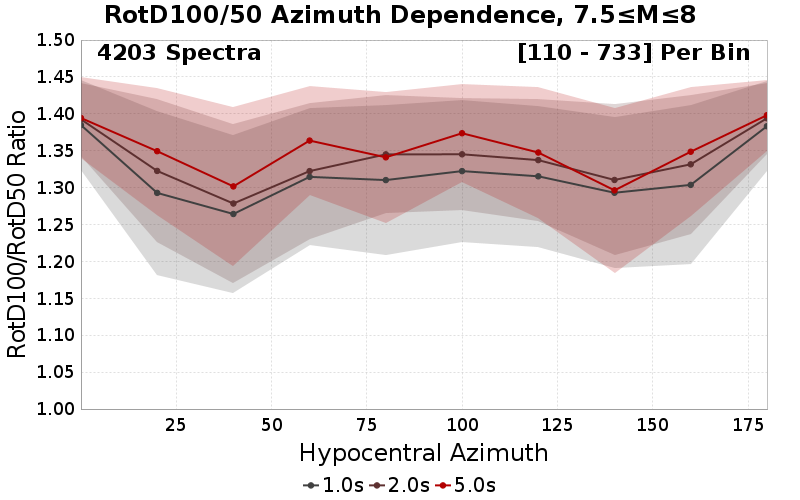 RotD100/50 Azimuth Dependence, 7.5≤M≤8
4203 Spectra
[110 - 733] Per Bin
RotD100/RotD50 Ratio
1.50
1.45
1.40
1.35
1.30
1.25
1.20
1.15
1.10
1.05
1.00
25 50 75 100 125 150 175
Hypocentral Azimuth
1.0s 2.0s 5.0s